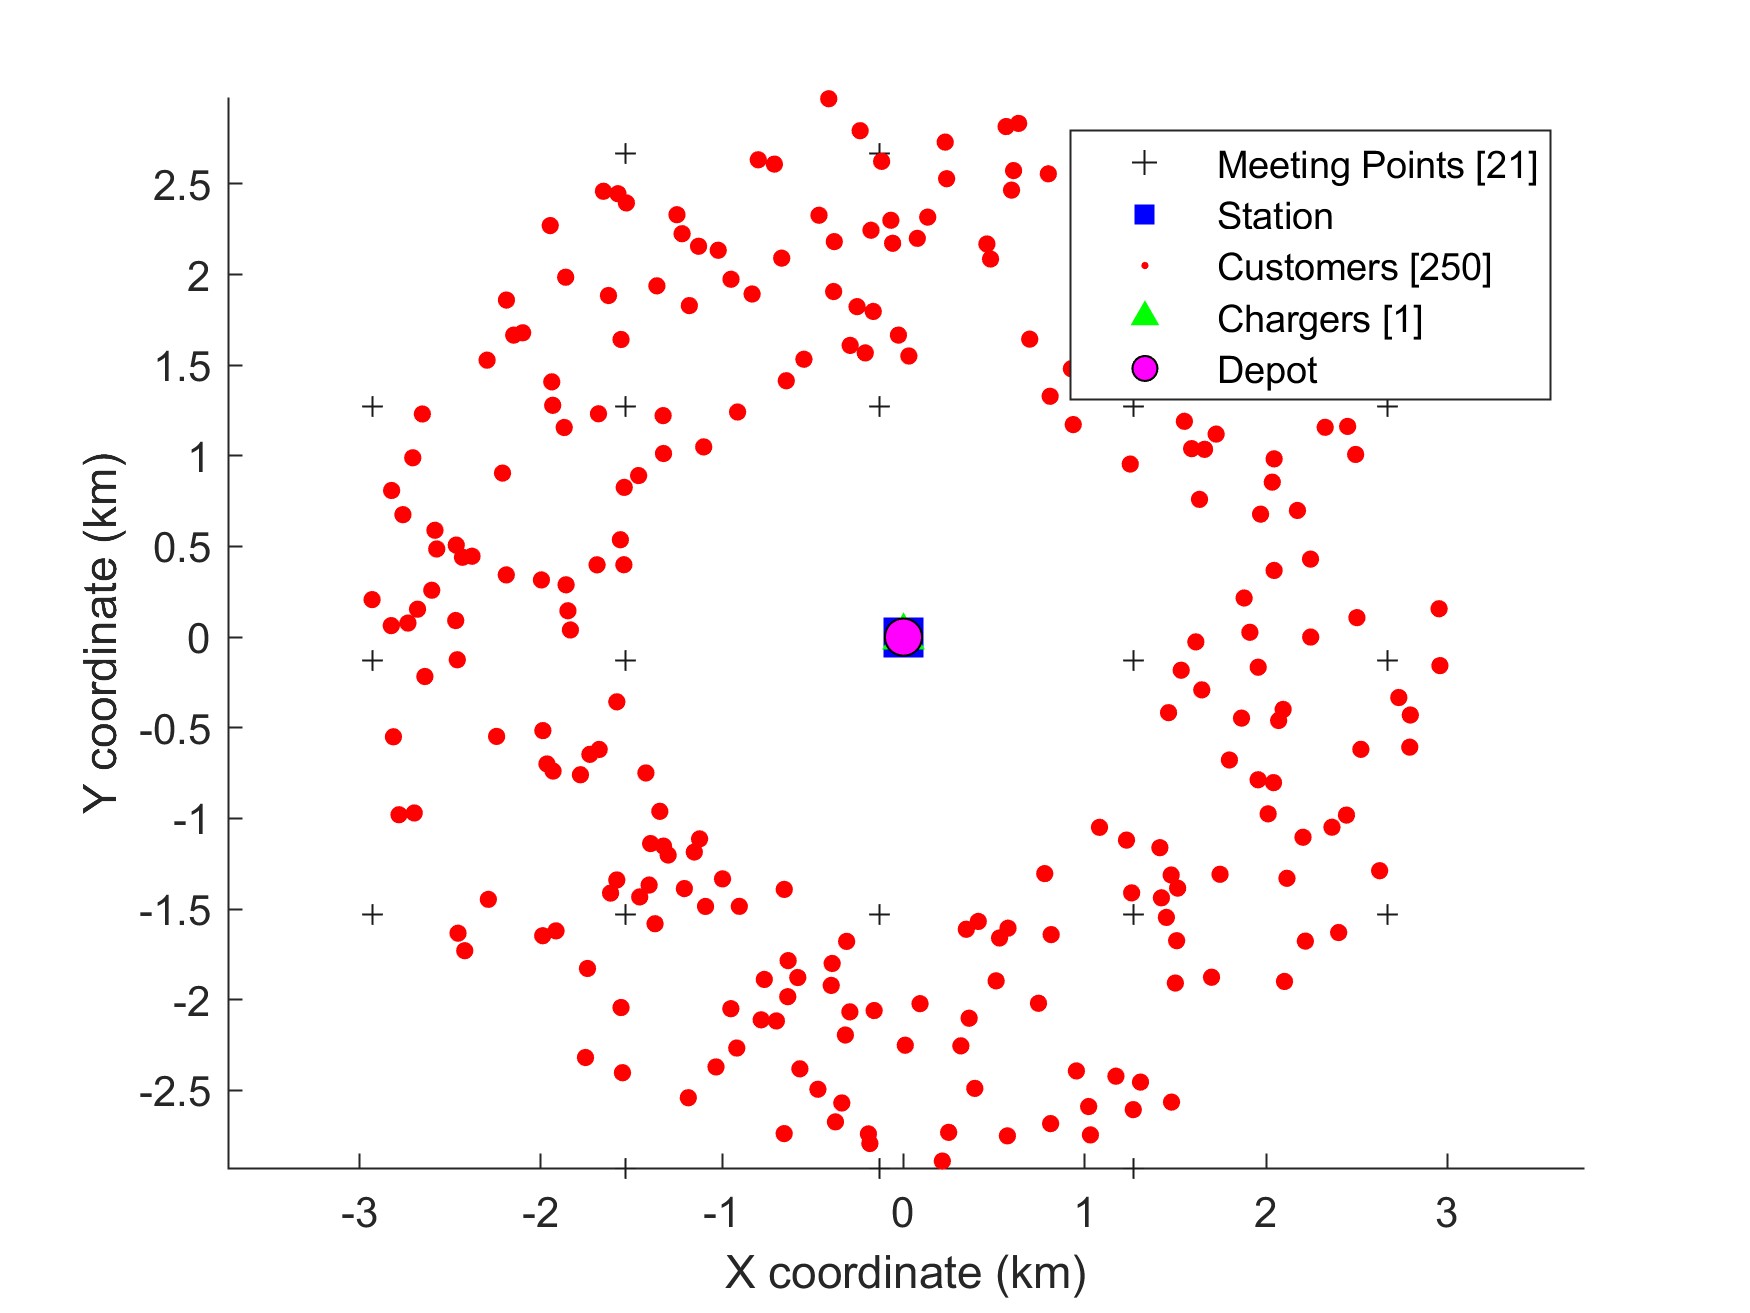 Meeting Points [21]
Station
Customers [250]
Chargers [1]
Depot
2.5
2
1.5
1
0.5
0
-0.5
-1
-1.5
-2
-2.5
Y coordinate (km)
-3 -2 -1 0 1 2 3
X coordinate (km)